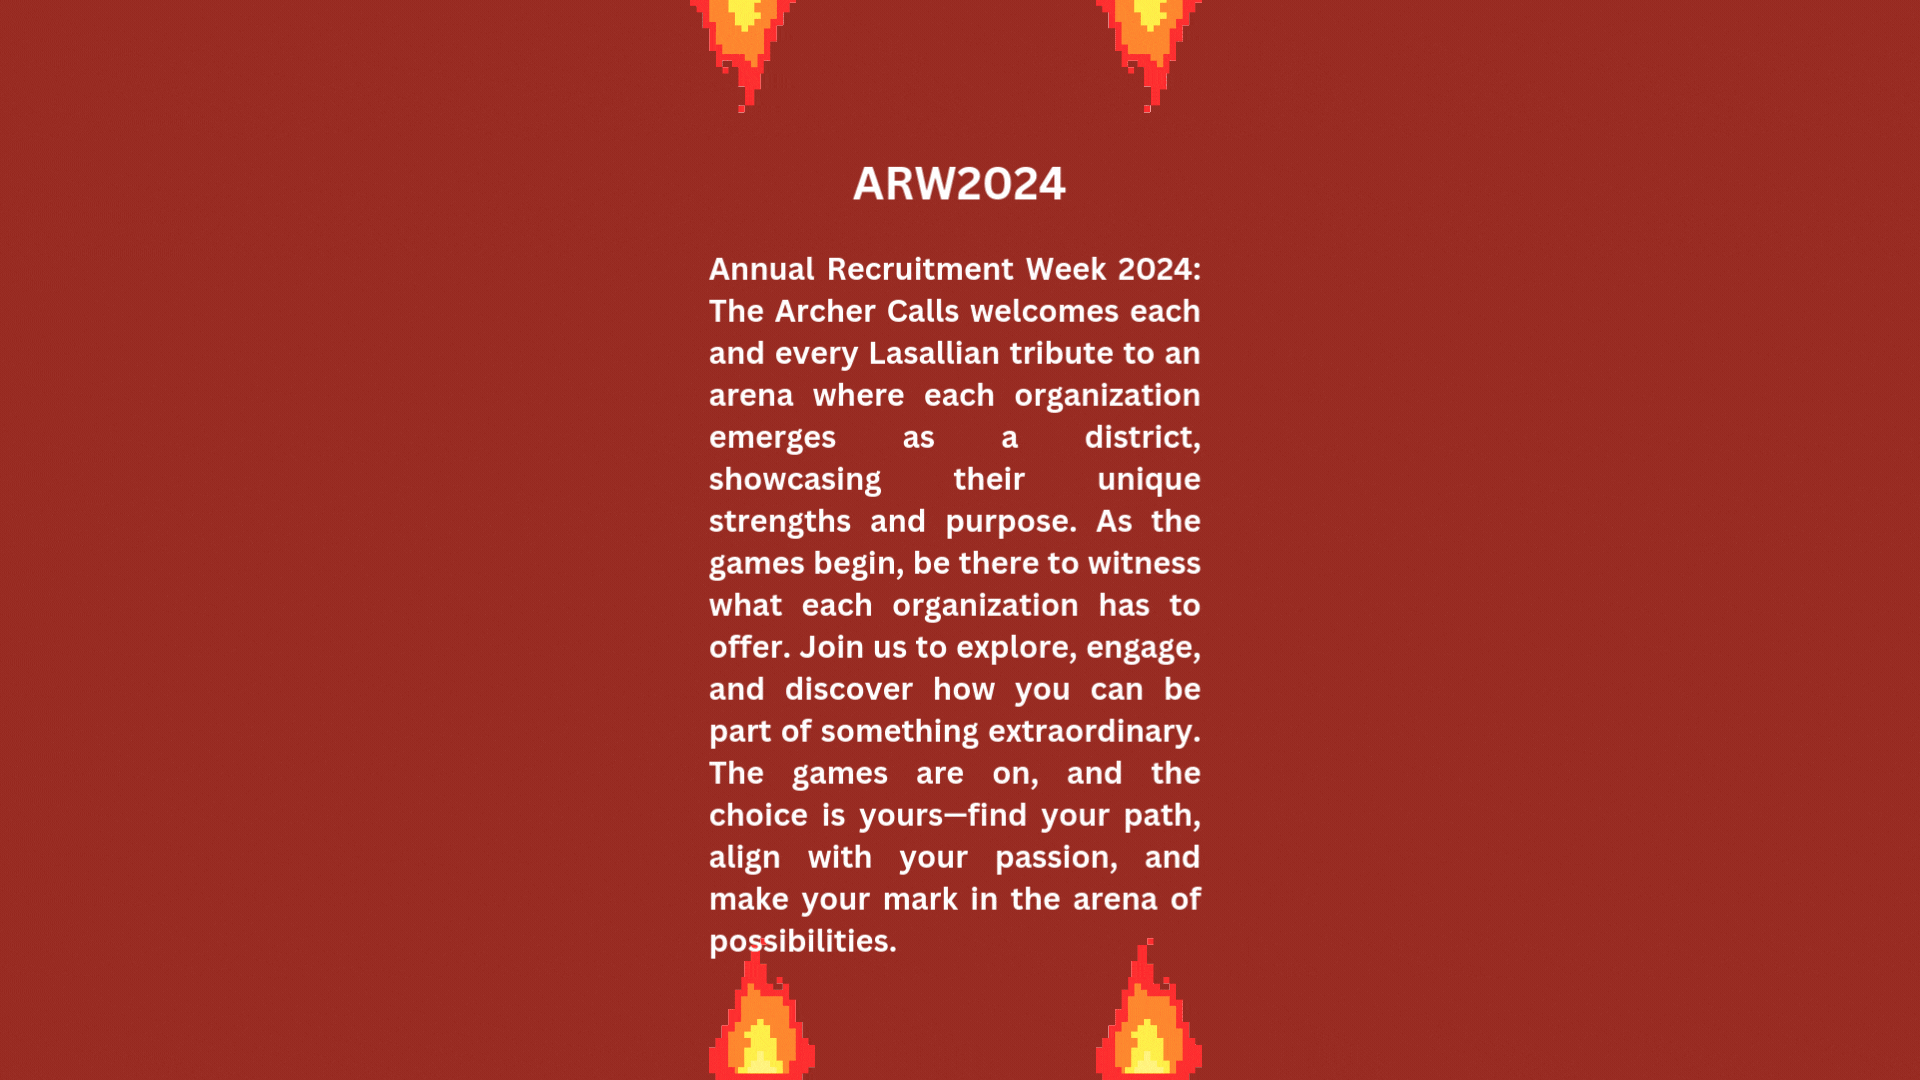 ARW2024
Annual Recruitment Week 2024:
The Archer Calls welcomes each
and every Lasallian tribute to an
arena where each organization
emerges as a district,
showcasing their unique
strengths and purpose. As the
games begin, be there to witness
what each organization has to
offer. Join us to explore, engage,
and discover how you can be
part of something extraordinary.
The games are on, and the
choice is yours—find your path,
align with your passion, and
make your mark in the arena of
possibilities.